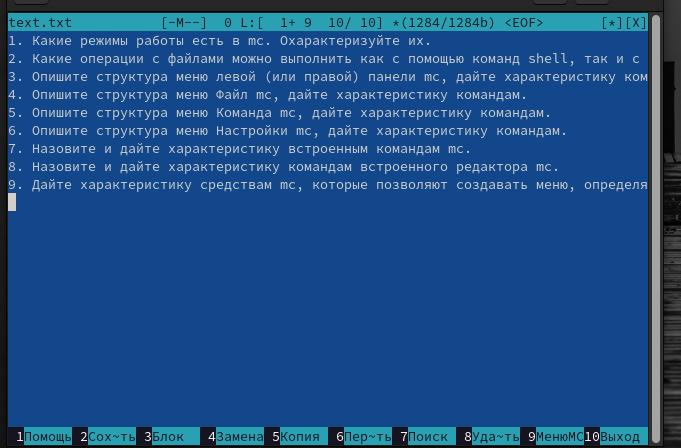 text.txt [-M--] 0 L:[ 1+ 9 10/ 10] *(1284/1284b) <EOF> [*][X]
1. Какие режимы работы есть в mc. Охарактеризуйте их.
2. Какие операции с файлами можно выполнить как с помощью команд shell, так и с
3. Опишите структура меню левой (или правой) панели mc, дайте характеристику ком
4. Опишите структура меню Файл mc, дайте характеристику командам.
5. Опишите структура меню Команда mc, дайте характеристику командам.
6. Опишите структура меню Настройки mc, дайте характеристику командам.
7. Назовите и дайте характеристику встроенным командам mc.
8. Назовите и дайте характеристику командам встроенного редактора mc.
9. Дайте характеристику средствам mc, которые позволяют создавать меню, определя
1Помощь 2Сох~ть 3Блок 4Замена 5Копия 6Пер~ть 7Поиск 8Уда~ть 9МенюMC10Выход